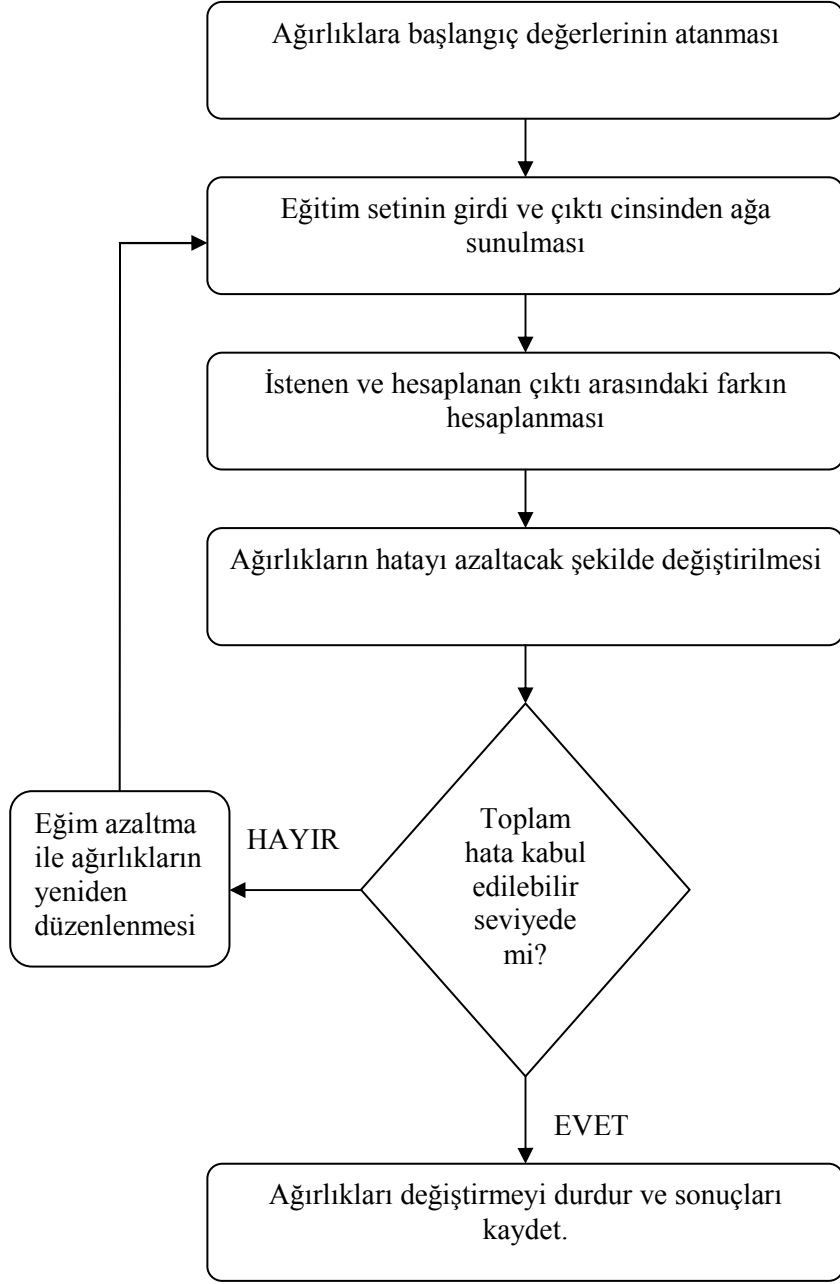 Ağırlıklara başlangıç değerlerinin atanması
Eğitim setinin girdi ve çıktı cinsinden ağa
sunulması
İstenen ve hesaplanan çıktı arasındaki farkın
hesaplanması
Ağırlıkların hatayı azaltacak şekilde değiştirilmesi
Toplam
hata kabul
edilebilir
seviyede
mi?
HAYIR
Eğim azaltma
ile ağırlıkların
yeniden
düzenlenmesi
EVET
Ağırlıkları değiştirmeyi durdur ve sonuçları
kaydet.